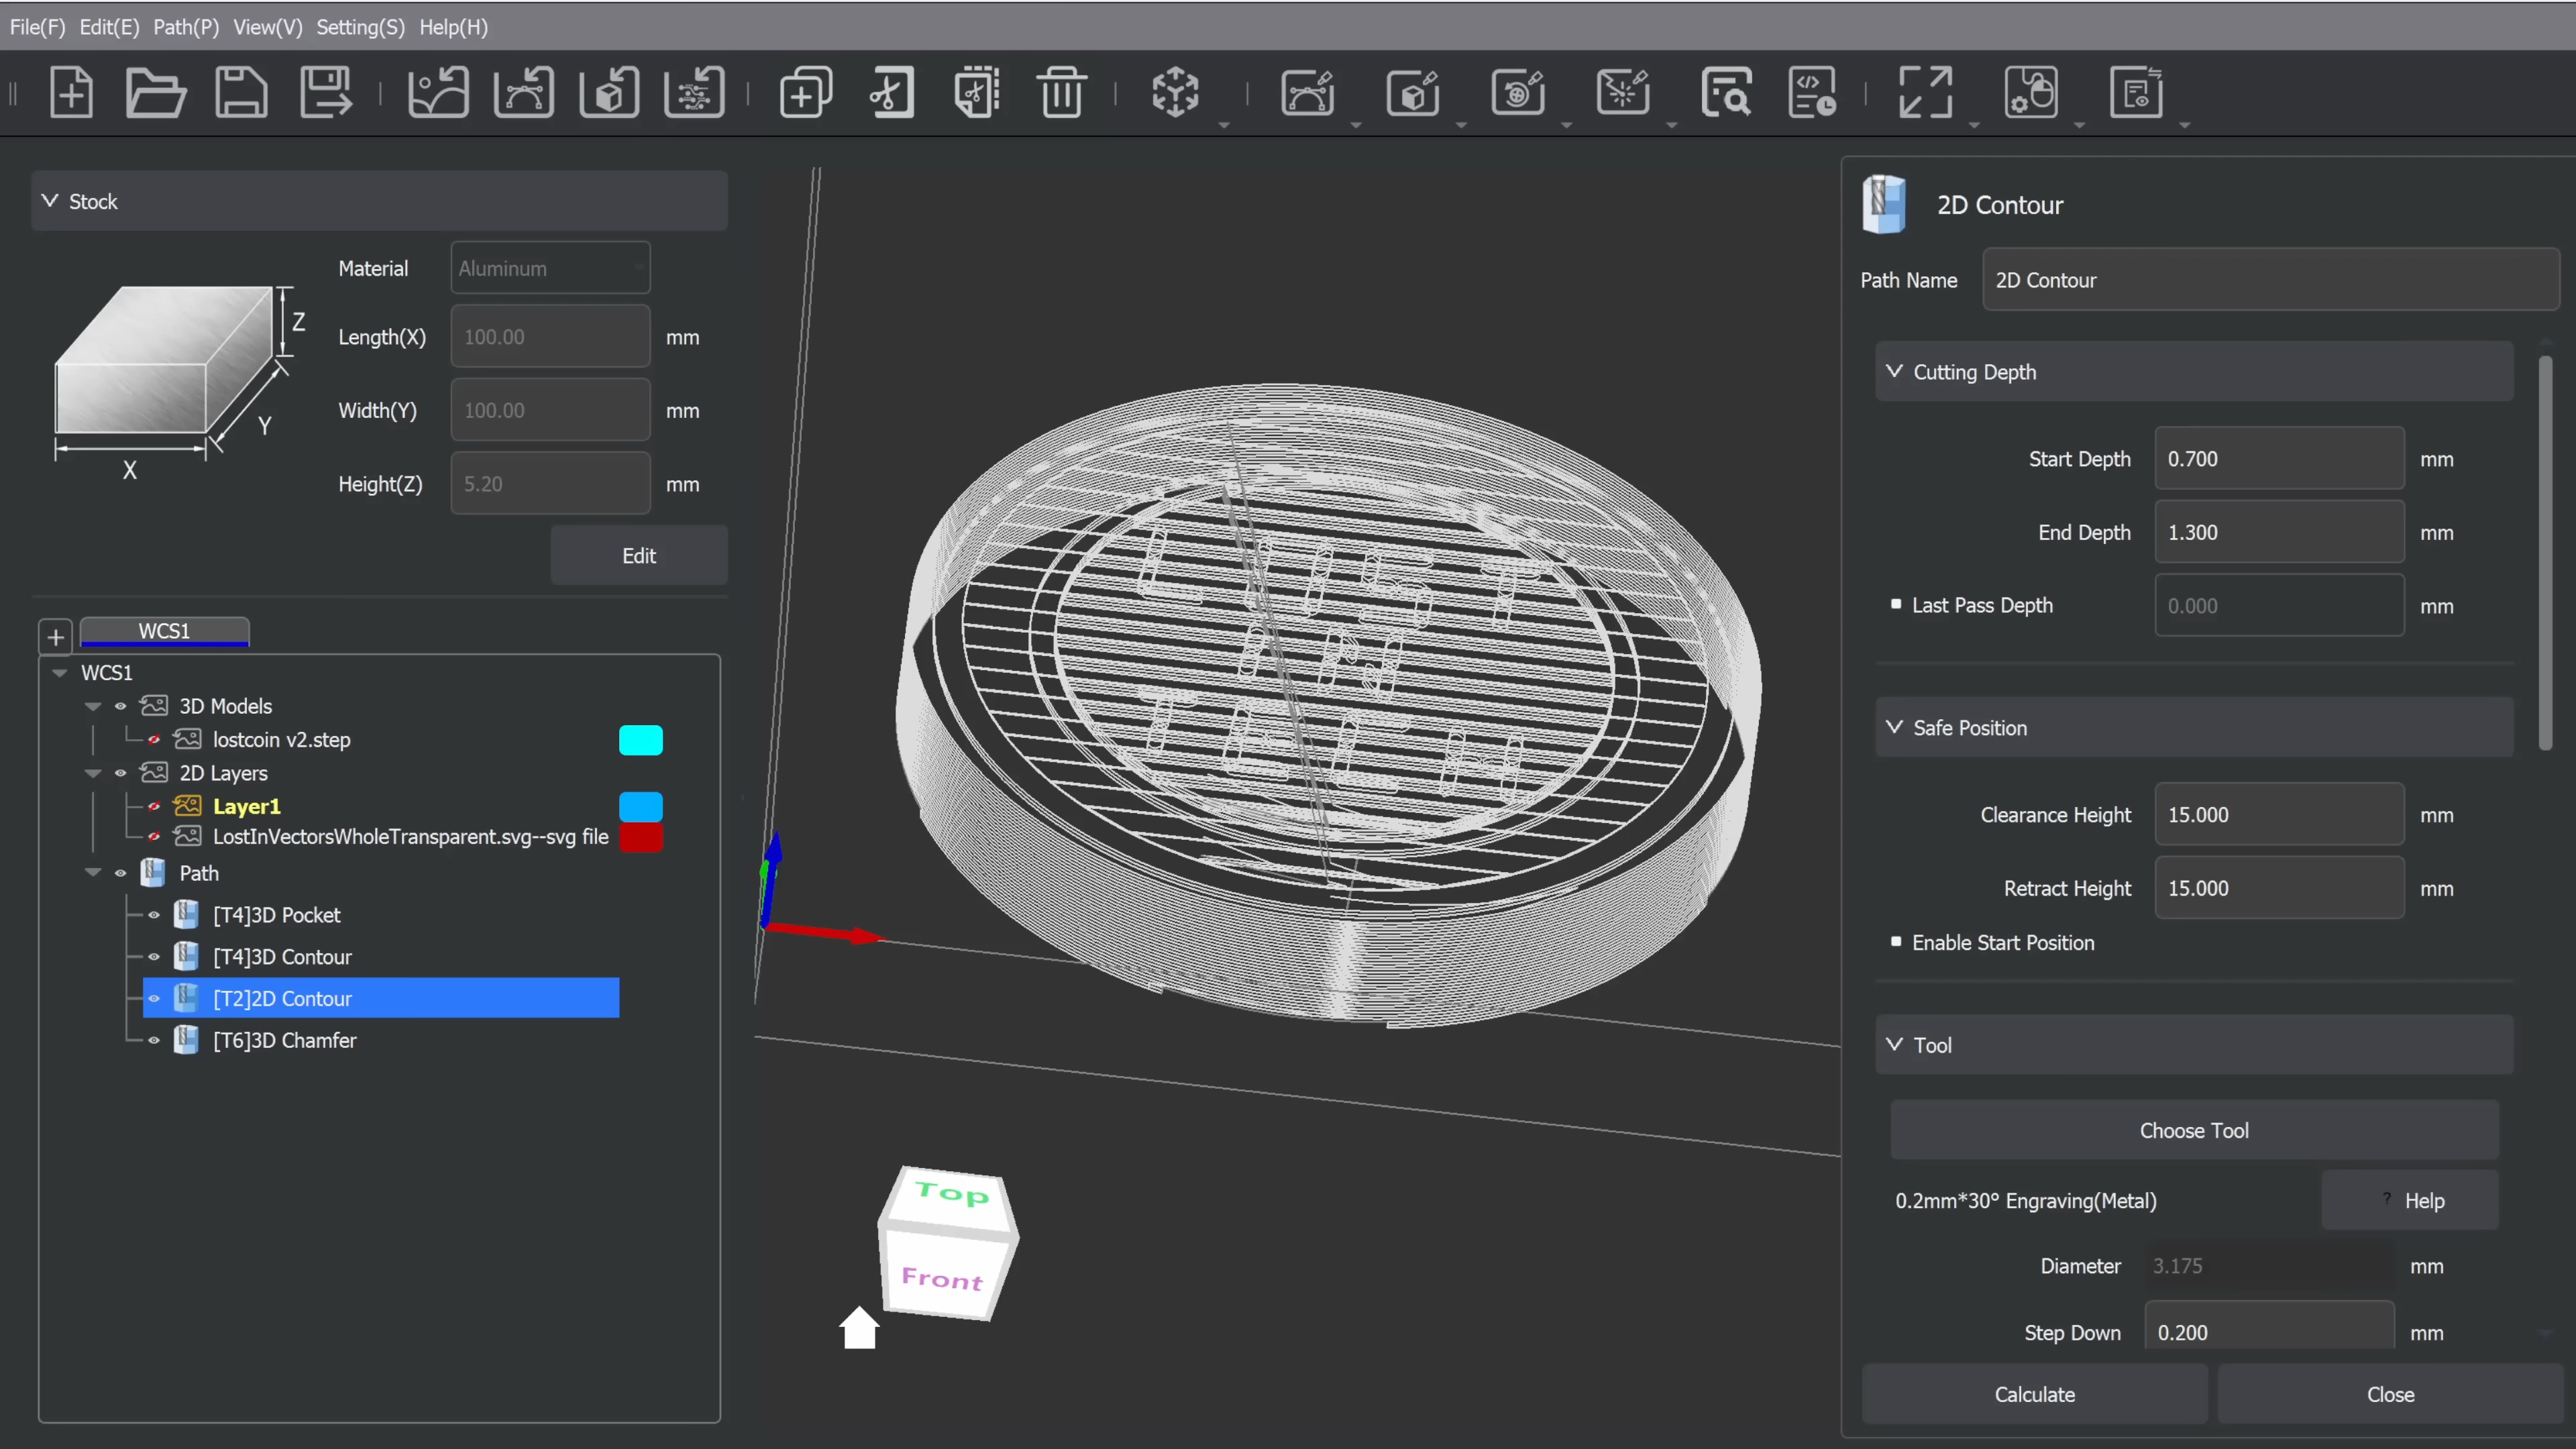 File(F) Edit(E) Path(P) View(V) Setting(S) Help(H)
Stock
Material Aluminum
Length(X) 100.00 mm
Width(Y) 100.00 mm
Height(Z) 5.20 mm
Z
Y
X
Edit
+ WCS1
WCS1
3D Models
lostcoin v2.step
2D Layers
Layer1
LostInVectorsWholeTransparent.svg--svg file
Path
[T4]3D Pocket
[T4]3D Contour
[T2]2D Contour
[T6]3D Chamfer
LOST
IN
TECH
Top
Front
2D Contour
Path Name 2D Contour
Cutting Depth
Start Depth 0.700 mm
End Depth 1.300 mm
Last Pass Depth 0.000 mm
Safe Position
Clearance Height 15.000 mm
Retract Height 15.000 mm
Enable Start Position
Tool
Choose Tool
0.2mm*30° Engraving(Metal) ? Help
Diameter 3.175 mm
Step Down 0.200 mm
Calculate Close